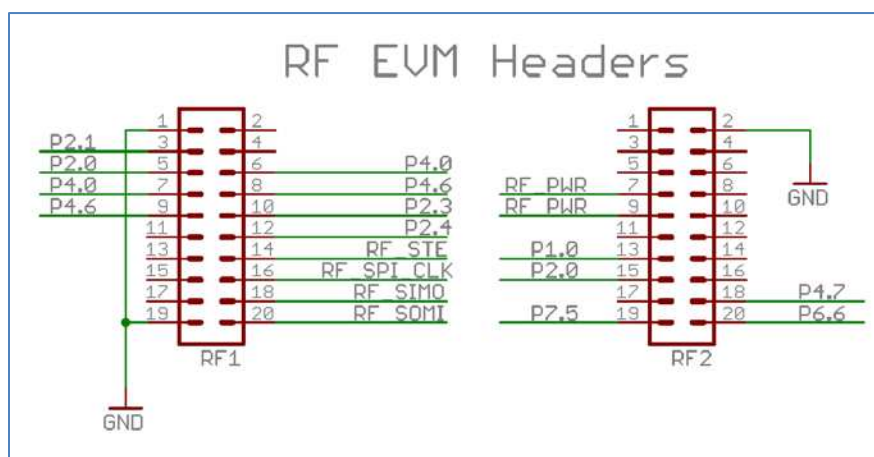 RF EVM Headers
1 2 1 2
P2.1 3 4 3 4
P2.0 5 6 P4.0 5 6
P4.0 7 8 P4.6 RF_PWR 7 8
P4.6 9 10 P2.3 RF_PWR 9 10
GND
11 12 P2.4 11 12
13 14 RF_STE P1.0 13 14
15 16 RF_SPI_CLK P2.0 15 16
17 18 RF_SIMO 17 18 P4.7
19 20 RF_SOMI P7.5 19 20 P6.6
RF1 RF2
GND